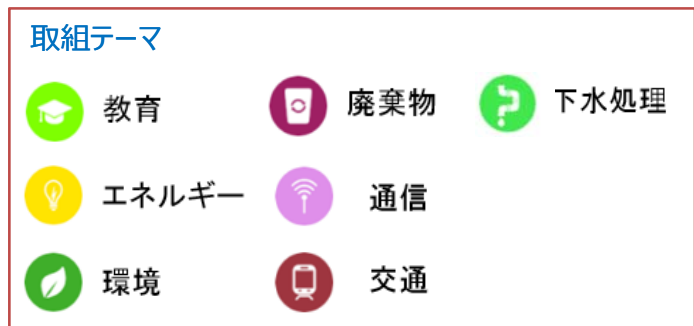 取組テーマ
教育 廃棄物 下水処理
エネルギー 通信
環境 交通